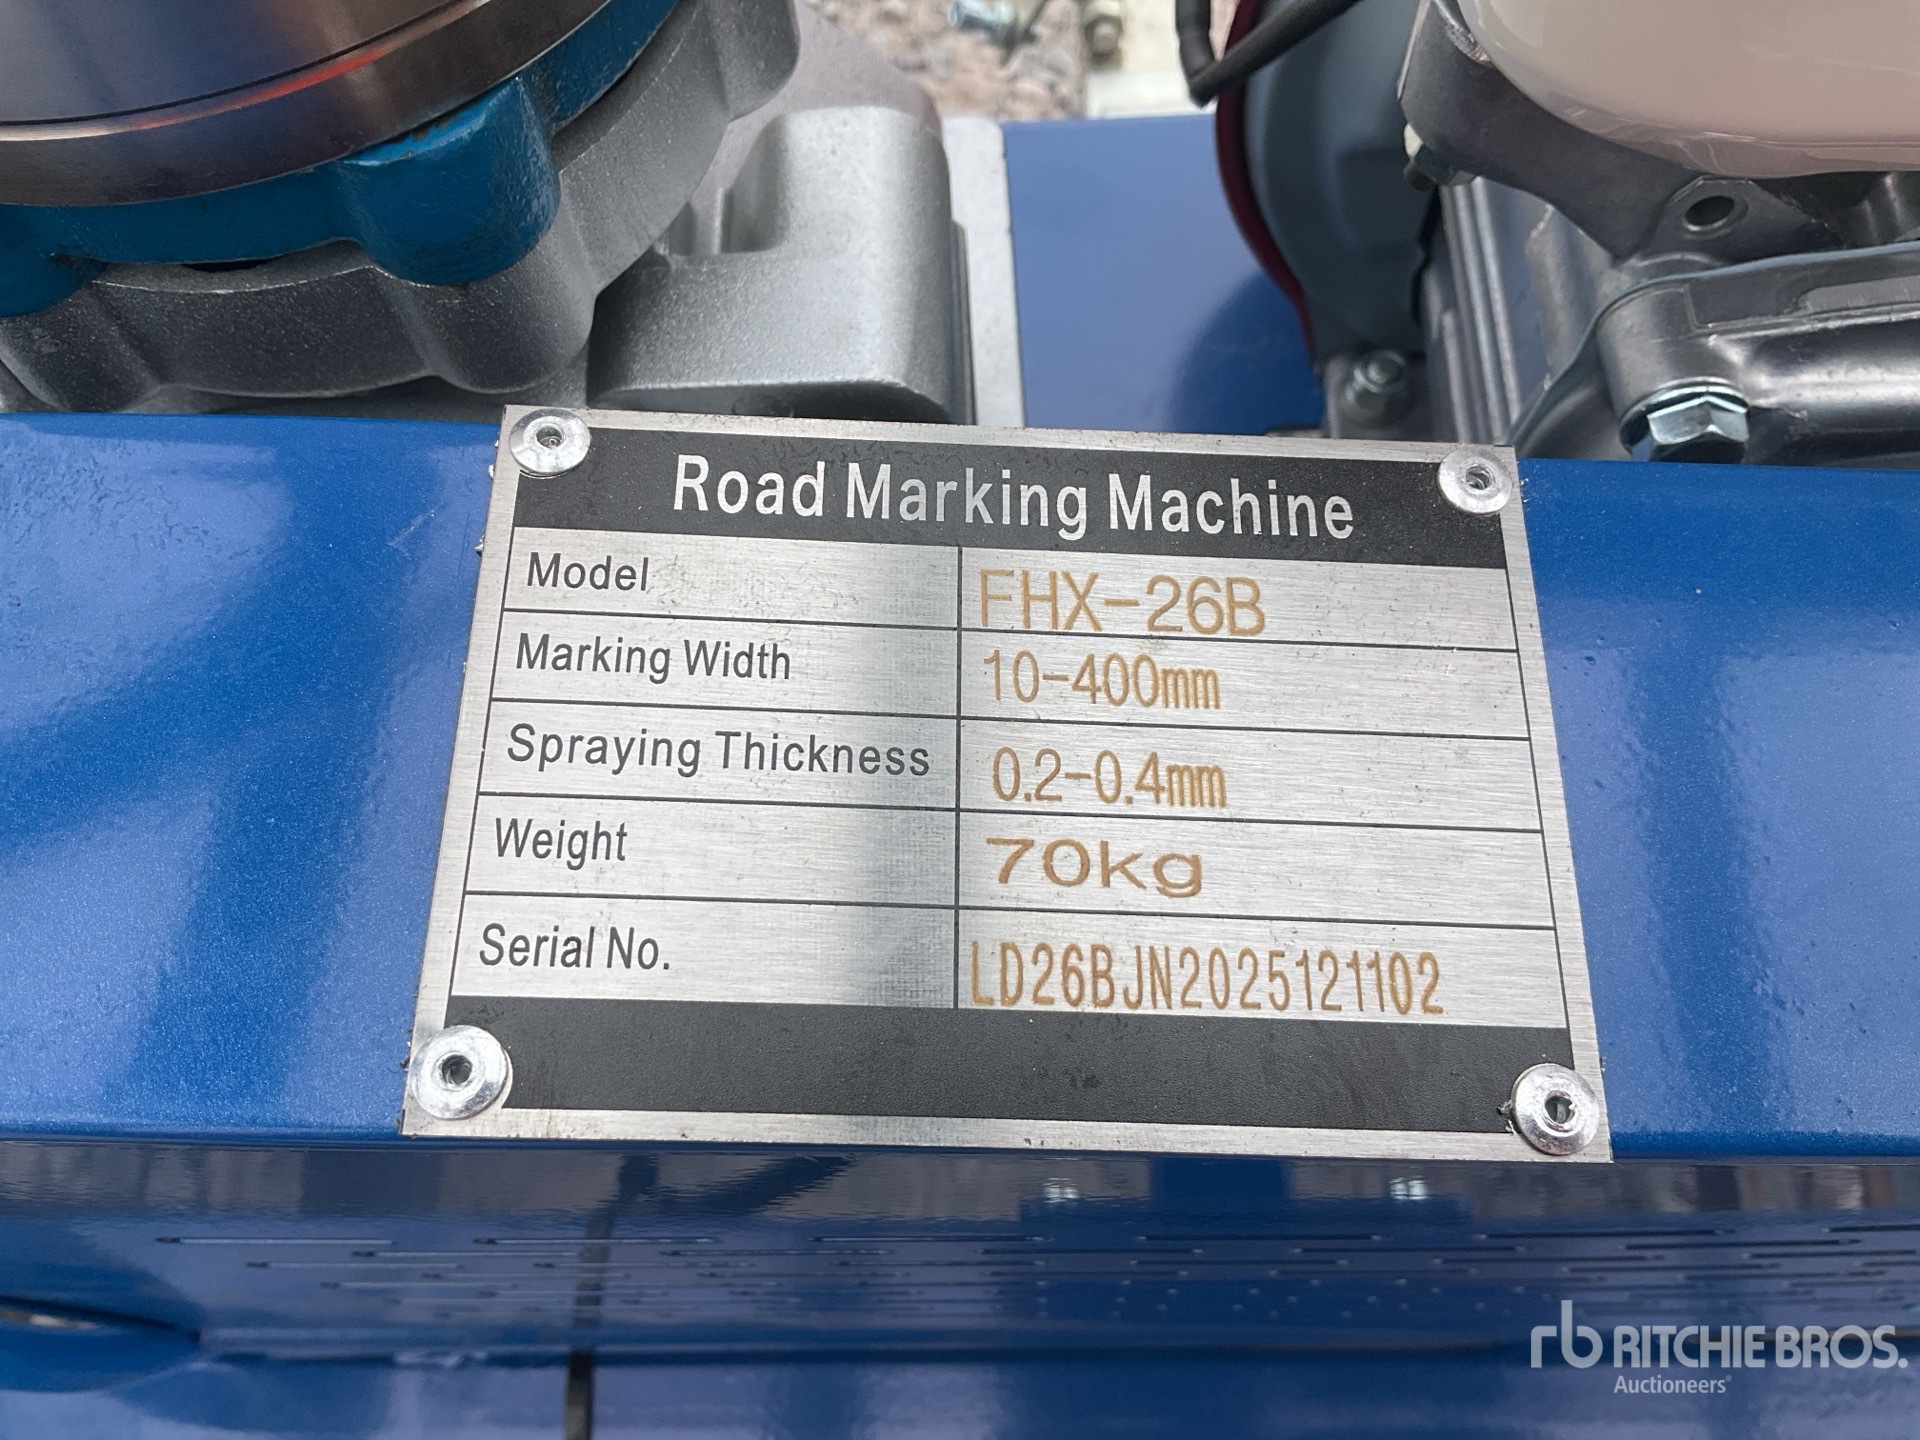 Road Marking Machine
Model FHX-26B
Marking Width 10-400mm
Spraying Thickness 0.2-0.4mm
Weight 70kg
Serial No. LD26BJN2025121102
rb RITCHIE BROS.
Auctioneers